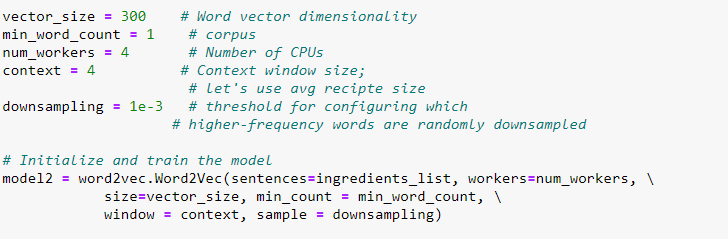 vector_size = 300    # Word vector dimensionality
min_word_count = 1    # corpus
num_workers = 4       # Number of CPUs
context = 4          # Context window size;
                      # let's use avg recipte size
downsampling = 1e-3   # threshold for configuring which
                    # higher-frequency words are randomly downsampled
# Initialize and train the model
model2 = word2vec.Word2Vec(sentences=ingredients_list, workers=num_workers, \
            size=vector_size, min_count = min_word_count, \
            window = context, sample = downsampling)